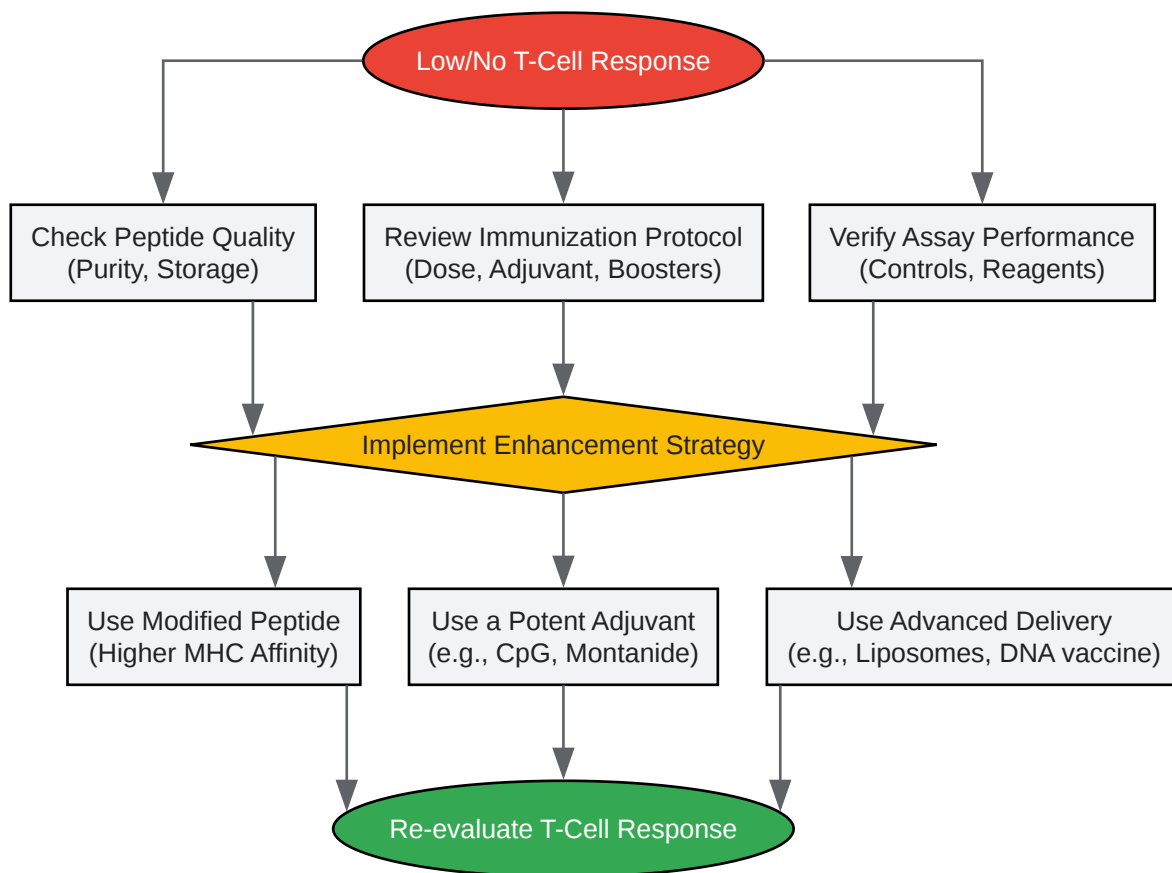 Low/No T-Cell Response
Check Peptide Quality
(Purity, Storage)
Review Immunization Protocol
(Dose, Adjuvant, Boosters)
Verify Assay Performance
(Controls, Reagents)
Implement Enhancement Strategy
Use Modified Peptide
(Higher MHC Affinity)
Use a Potent Adjuvant
(e.g., CpG, Montanide)
Use Advanced Delivery
(e.g., Liposomes, DNA vaccine)
Re-evaluate T-Cell Response